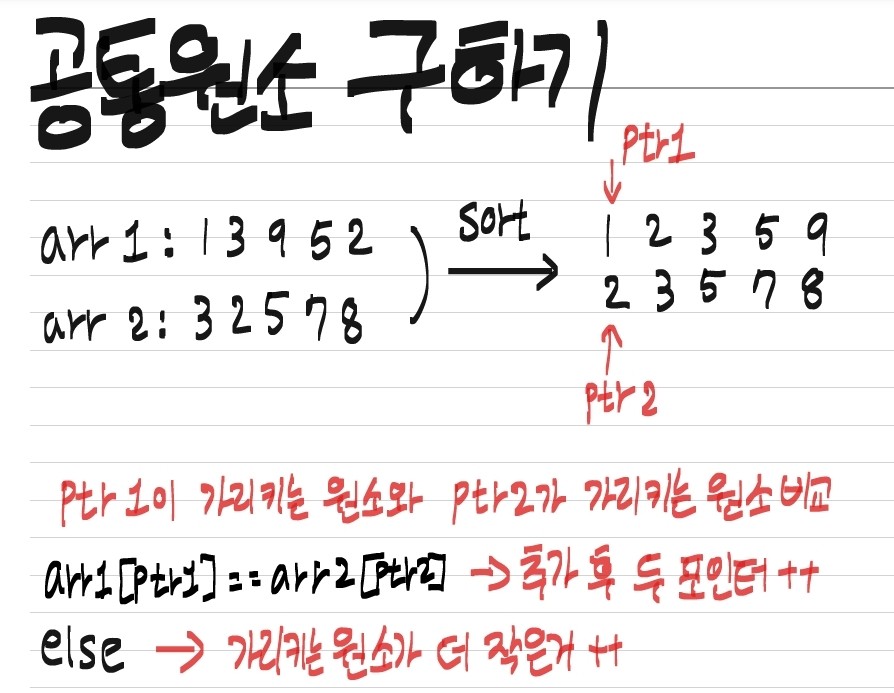 공통원소 구하기
ptr1
arr 1 : 1 3 9 5 2
sort
1 2 3 5 9
arr 2 : 3 2 5 7 8
2 3 5 7 8
ptr 2
ptr 1이 가리키는 원소와 ptr2가 가리키는 원소 비교
arr1[ptr1] == arr2[ptr2] → 추가 후 두 포인터 ++
else → 가리키는 원소가 더 작은거 ++